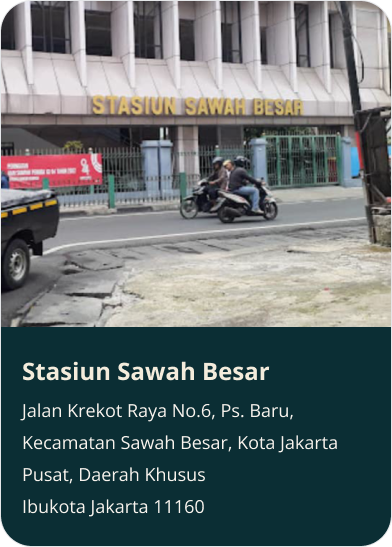 STASIUN SAWAH BESAR
Stasiun Sawah Besar
Jalan Krekot Raya No.6, Ps. Baru,
Kecamatan Sawah Besar, Kota Jakarta
Pusat, Daerah Khusus
Ibukota Jakarta 11160